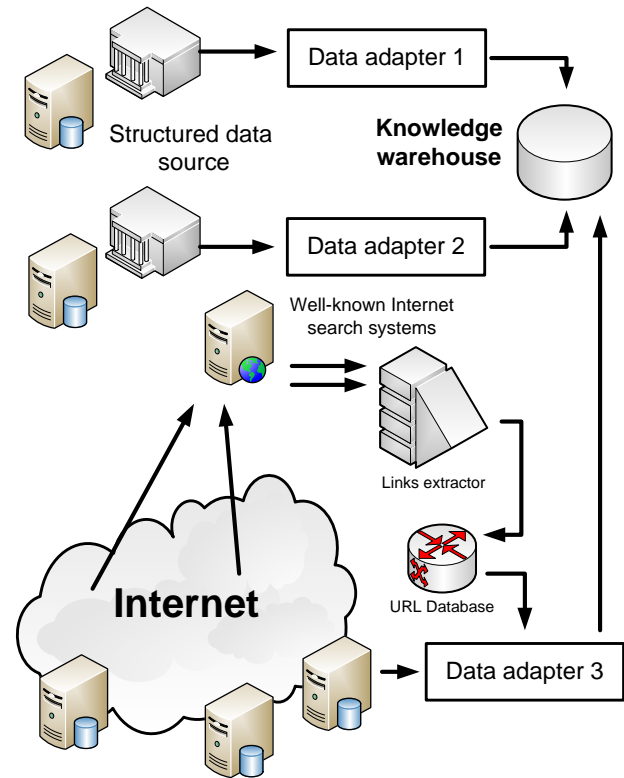 Data adapter 1
Structured data
source
Knowledge
warehouse
Data adapter 2
Well-known Internet
search systems
Links extractor
URL Database
Internet
Data adapter 3